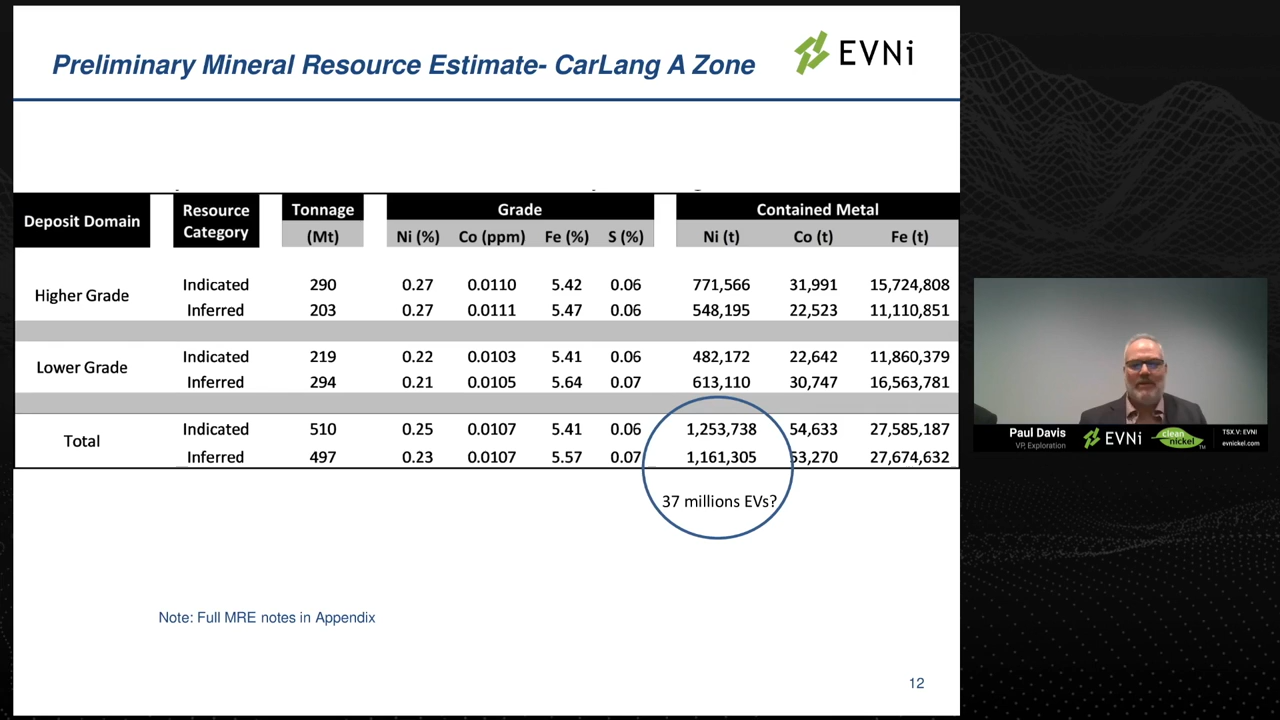 Preliminary Mineral Resource Estimate- CarLang A Zone
EVNi
Deposit Domain Resource Category Tonnage Grade Contained Metal
(Mt) Ni (%) Co (ppm) Fe (%) S (%) Ni (t) Co (t) Fe (t)
Higher Grade
Indicated 290 0.27 0.0110 5.42 0.06 771,566 31,991 15,724,808
Inferred 203 0.27 0.0111 5.47 0.06 548,195 22,523 11,110,851
Lower Grade
Indicated 219 0.22 0.0103 5.41 0.06 482,172 22,642 11,860,379
Inferred 294 0.21 0.0105 5.64 0.07 613,110 30,747 16,563,781
Total
Indicated 510 0.25 0.0107 5.41 0.06 1,253,738 54,633 27,585,187
Inferred 497 0.23 0.0107 5.57 0.07 1,161,305 53,270 27,674,632
37 millions EVs?
Note: Full MRE notes in Appendix
12
Paul Davis
VP, Exploration
EVNi
clean nickel™
TSX.V: EVNI
evnickel.com